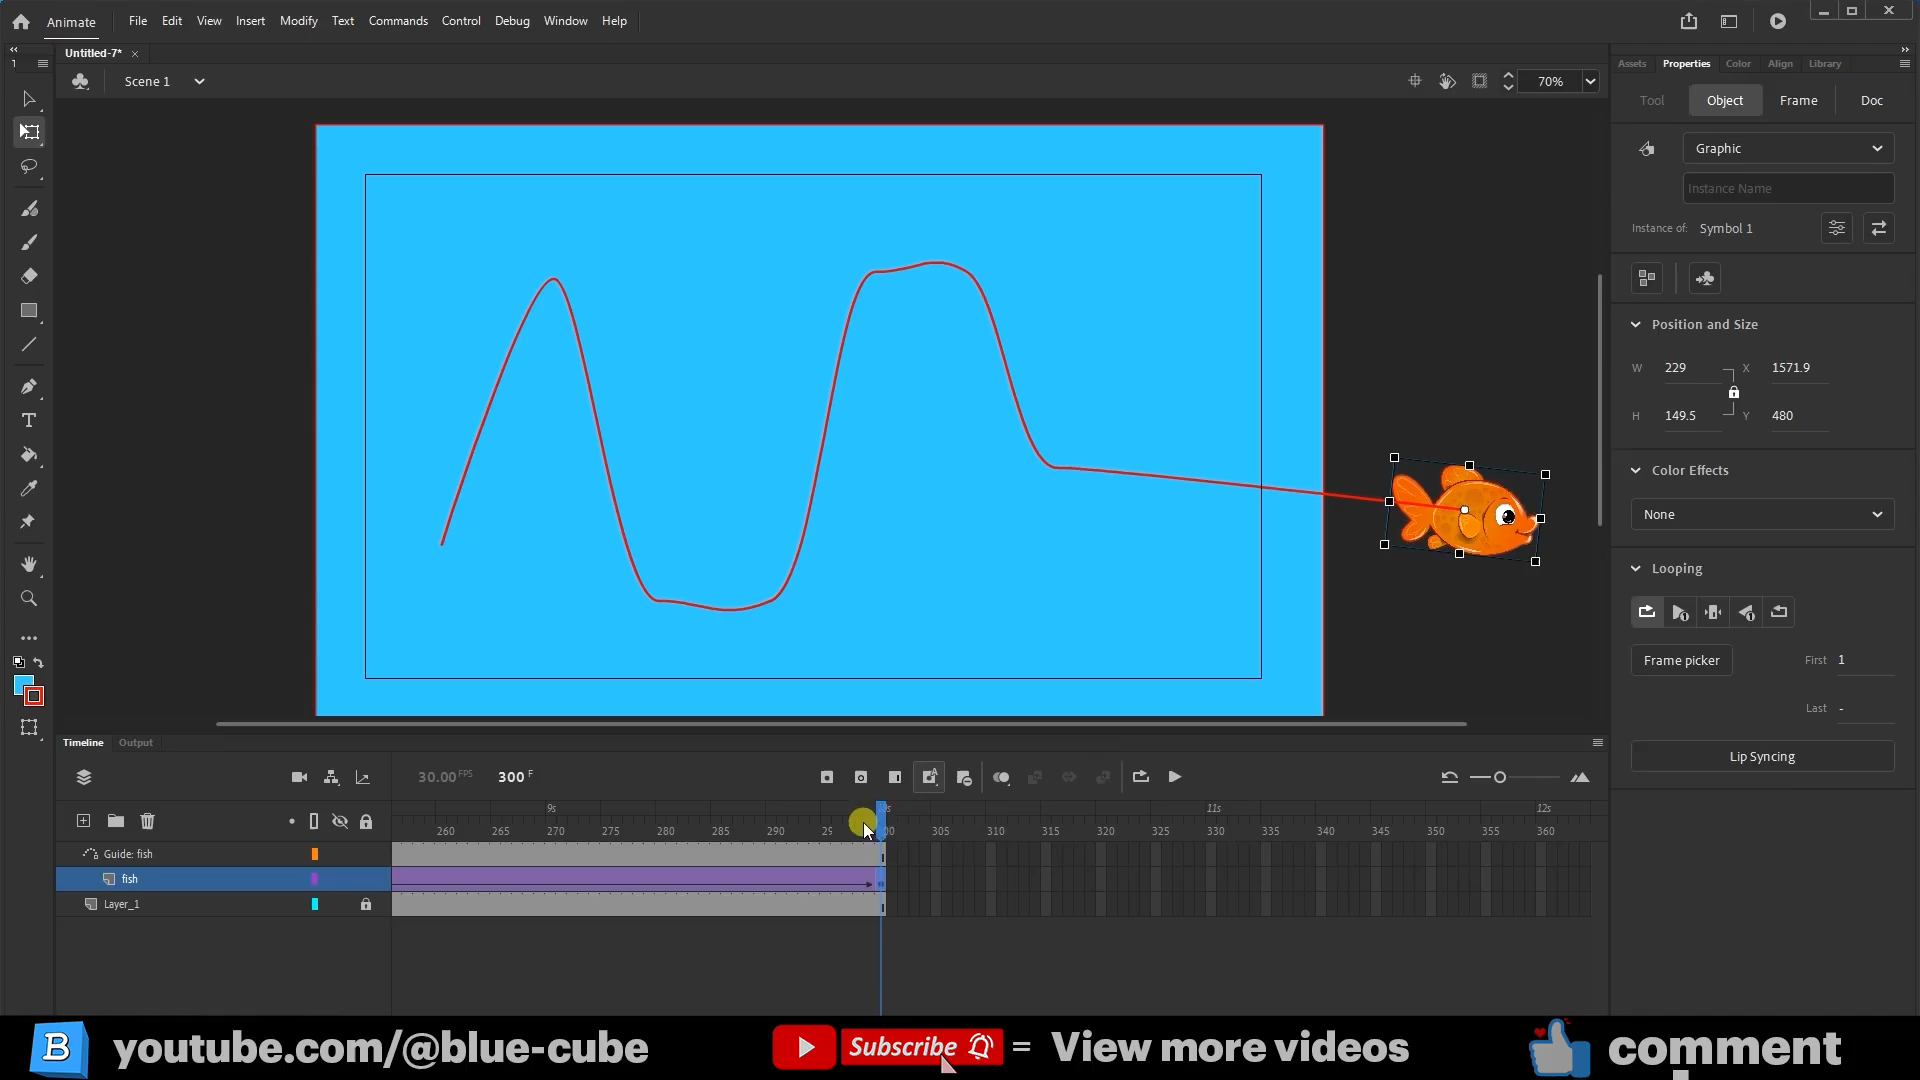 Animate File Edit View Insert Modify Text Commands Control Debug Window Help
Untitled-7* ×
Assets Properties Color Align Library
Scene 1 70%
Tool Object Frame Doc
Graphic
Instance Name
Instance of: Symbol 1
Position and Size
W 229 X 1571.9
H 149.5 Y 480
Color Effects
None
Looping
Frame picker First 1
Last -
Lip Syncing
Timeline Output
30.00 FPS 300 F
9s 11s 12s
260 265 270 275 280 285 290 29 00 305 310 315 320 325 330 335 340 345 350 355 360
Guide: fish
fish
Layer_1
B youtube.com/@blue-cube Subscribe = View more videos comment